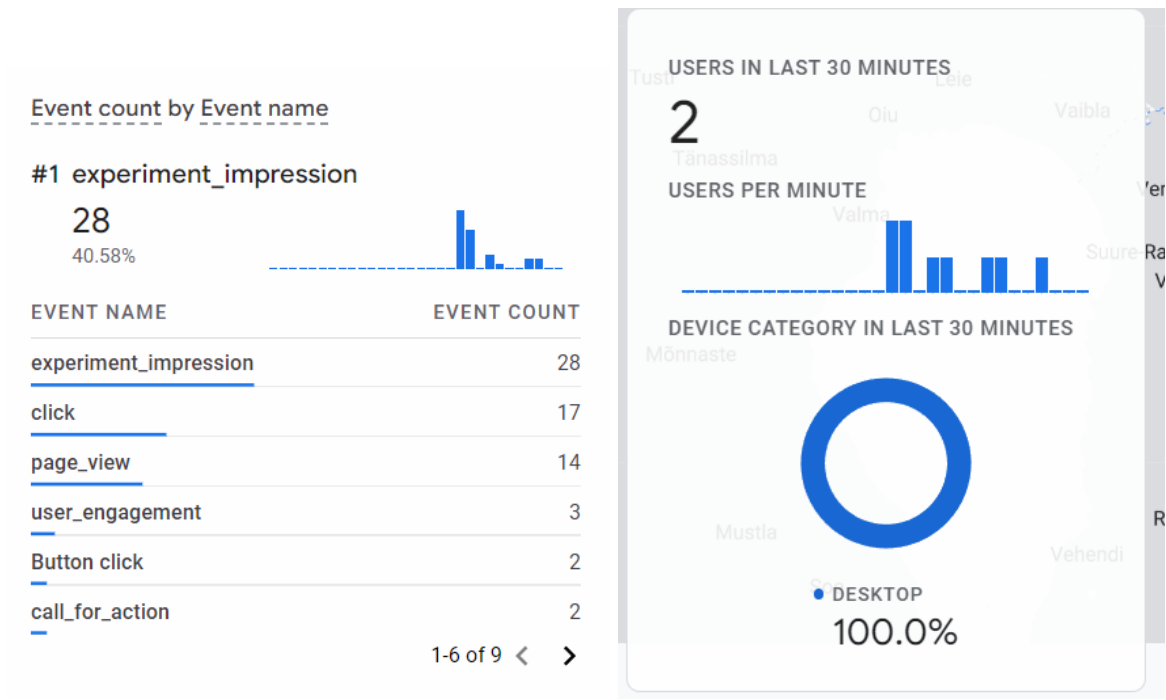 Event count by Event name
#1 experiment_impression
28
40.58%
EVENT NAME EVENT COUNT
experiment_impression 28
click 17
page_view 14
user_engagement 3
Button click 2
call_for_action 2
1-6 of 9
USERS IN LAST 30 MINUTES
Tusti
Leie
2
Oiu
Vaibla
Tänassilma
USERS PER MINUTE
Valma
Suure-Ra
DEVICE CATEGORY IN LAST 30 MINUTES
Mõnnaste
Mustla
Vehendi
DESKTOP
100.0%